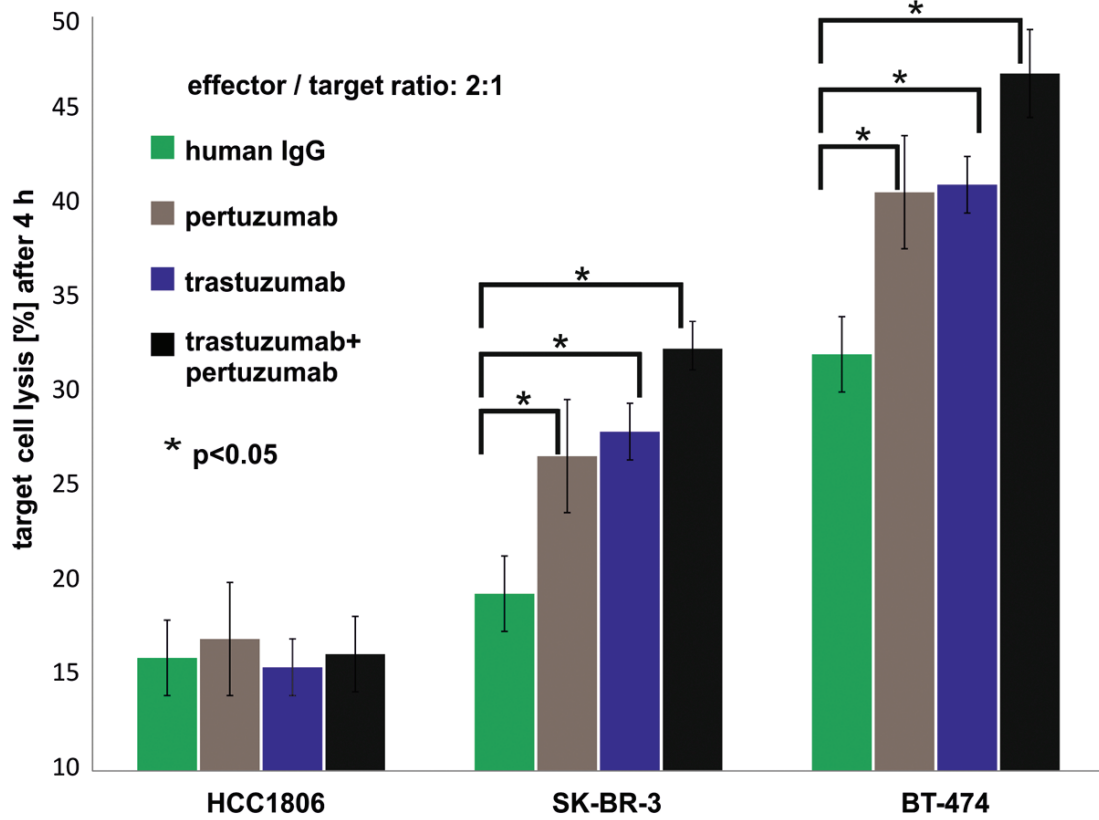 target cell lysis [%] after 4 h
50
45
40
35
30
25
20
15
10
effector / target ratio: 2:1
human IgG
pertuzumab
trastuzumab
trastuzumab+
pertuzumab
* p<0.05
*
*
*
*
*
*
HCC1806
SK-BR-3
BT-474